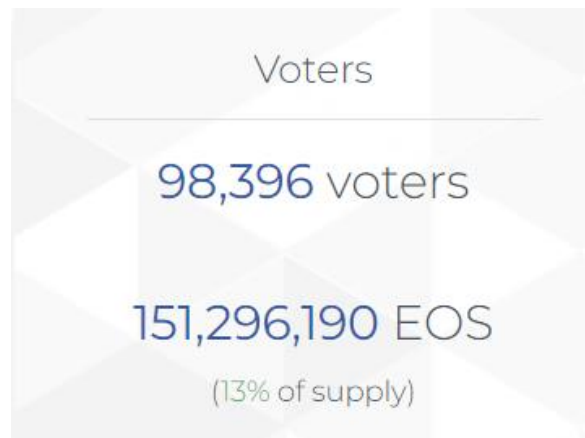 Voters
98,396 voters
151,296,190 EOS
(13% of supply)